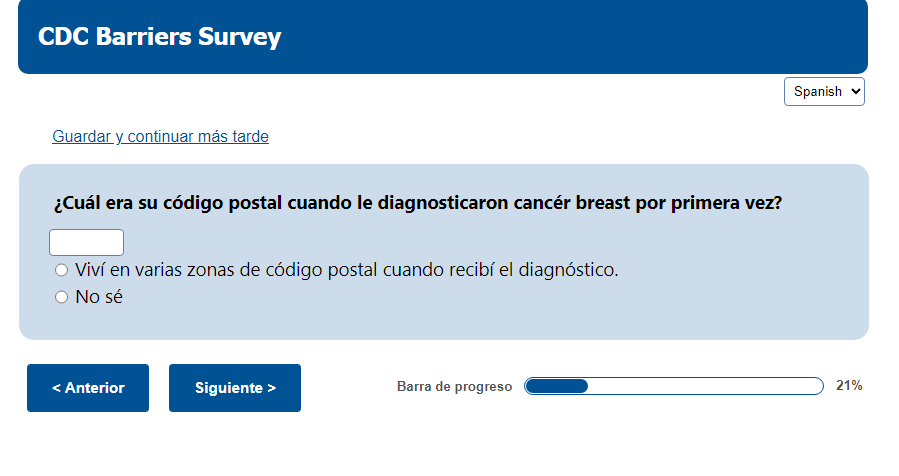 CDC Barriers Survey
Spanish
Guardar y continuar más tarde
¿Cuál era su código postal cuando le diagnosticaron cancér breast por primera vez?
Viví en varias zonas de código postal cuando recibí el diagnóstico.
No sé
< Anterior
Siguiente >
Barra de progreso
21%